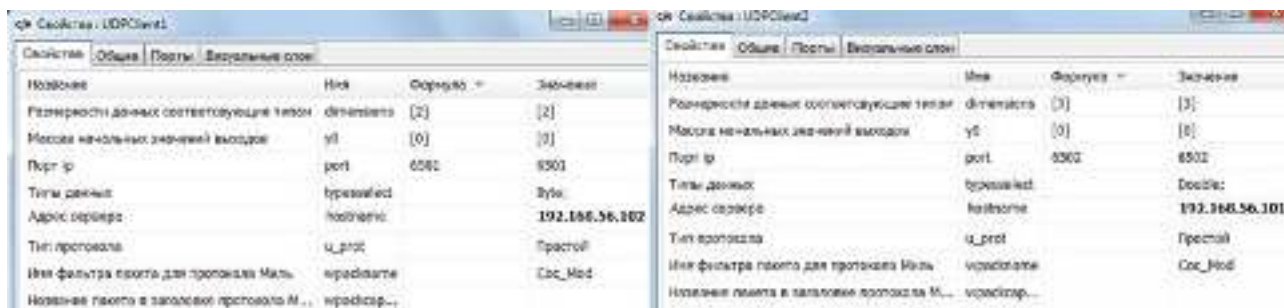 Свойства : UDPClient1
Свойства Общие Порты Визуальные слои
Название Имя Формула Значение
Размерности данных соответсвующие типам dimensions [2] [2]
Массив начальных значений выходов y0 [0] [0]
Порт ip port
Типы данных typesselect Byte;
Адрес сервера hostname 192.168.56.102
Тип протокола u_prot Простой
Имя фильтра пакета для протокола Миль wpackname Coc_Mod
Название пакета в заголовке протокола М... wpackcap...
Свойства : UDPClient2
Свойства Общие Порты Визуальные слои
Название Имя Формула Значение
Размерности данных соответсвующие типам dimensions [3] [3]
Массив начальных значений выходов y0 [0] [0]
Порт ip port 6502 6502
Типы данных typesselect Double;
Адрес сервера hostname 192.168.56.101
Тип протокола u_prot Простой
Имя фильтра пакета для протокола Миль wpackname Coc_Mod
Название пакета в заголовке протокола М... wpackcap...